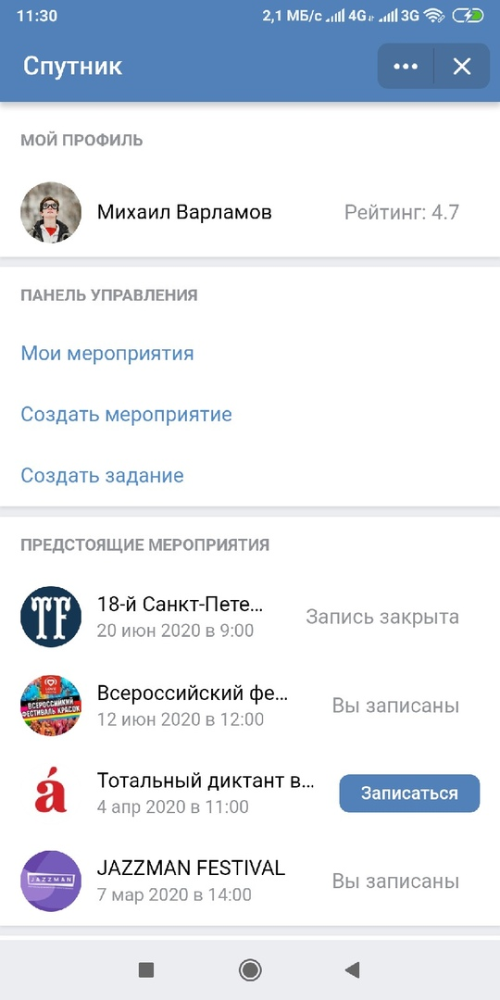 11:30 2,1 МБ/с 4G 3G
Спутник
МОЙ ПРОФИЛЬ
Михаил Варламов Рейтинг: 4.7
ПАНЕЛЬ УПРАВЛЕНИЯ
Мои мероприятия
Создать мероприятие
Создать задание
ПРЕДСТОЯЩИЕ МЕРОПРИЯТИЯ
TF
18-й Санкт-Пете...
20 июн 2020 в 9:00
Запись закрыта
ВСЕРОССИЙСКИЙ
ФЕСТИВАЛЬ КРАСОК
Всероссийский фе...
12 июн 2020 в 12:00
Вы записаны
á
Тотальный диктант в...
4 апр 2020 в 11:00
Записаться
JAZZMAN
JAZZMAN FESTIVAL
7 мар 2020 в 14:00
Вы записаны